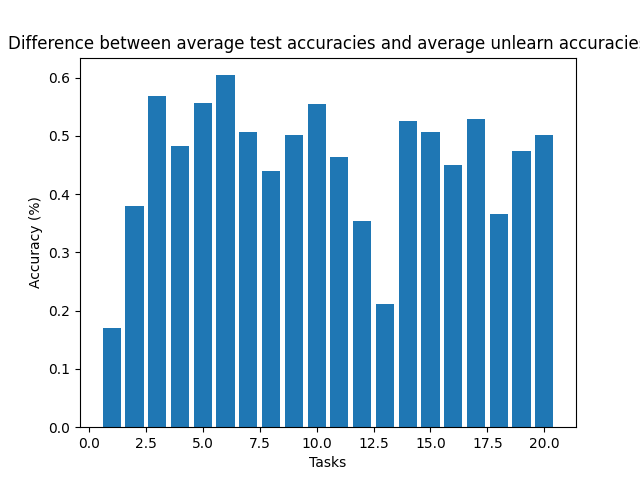 Difference between average test accuracies and average unlearn accuracies
0.6
0.5
0.4
0.3
0.2
0.1
0.0
Accuracy (%)
0.0 2.5 5.0 7.5 10.0 12.5 15.0 17.5 20.0
Tasks